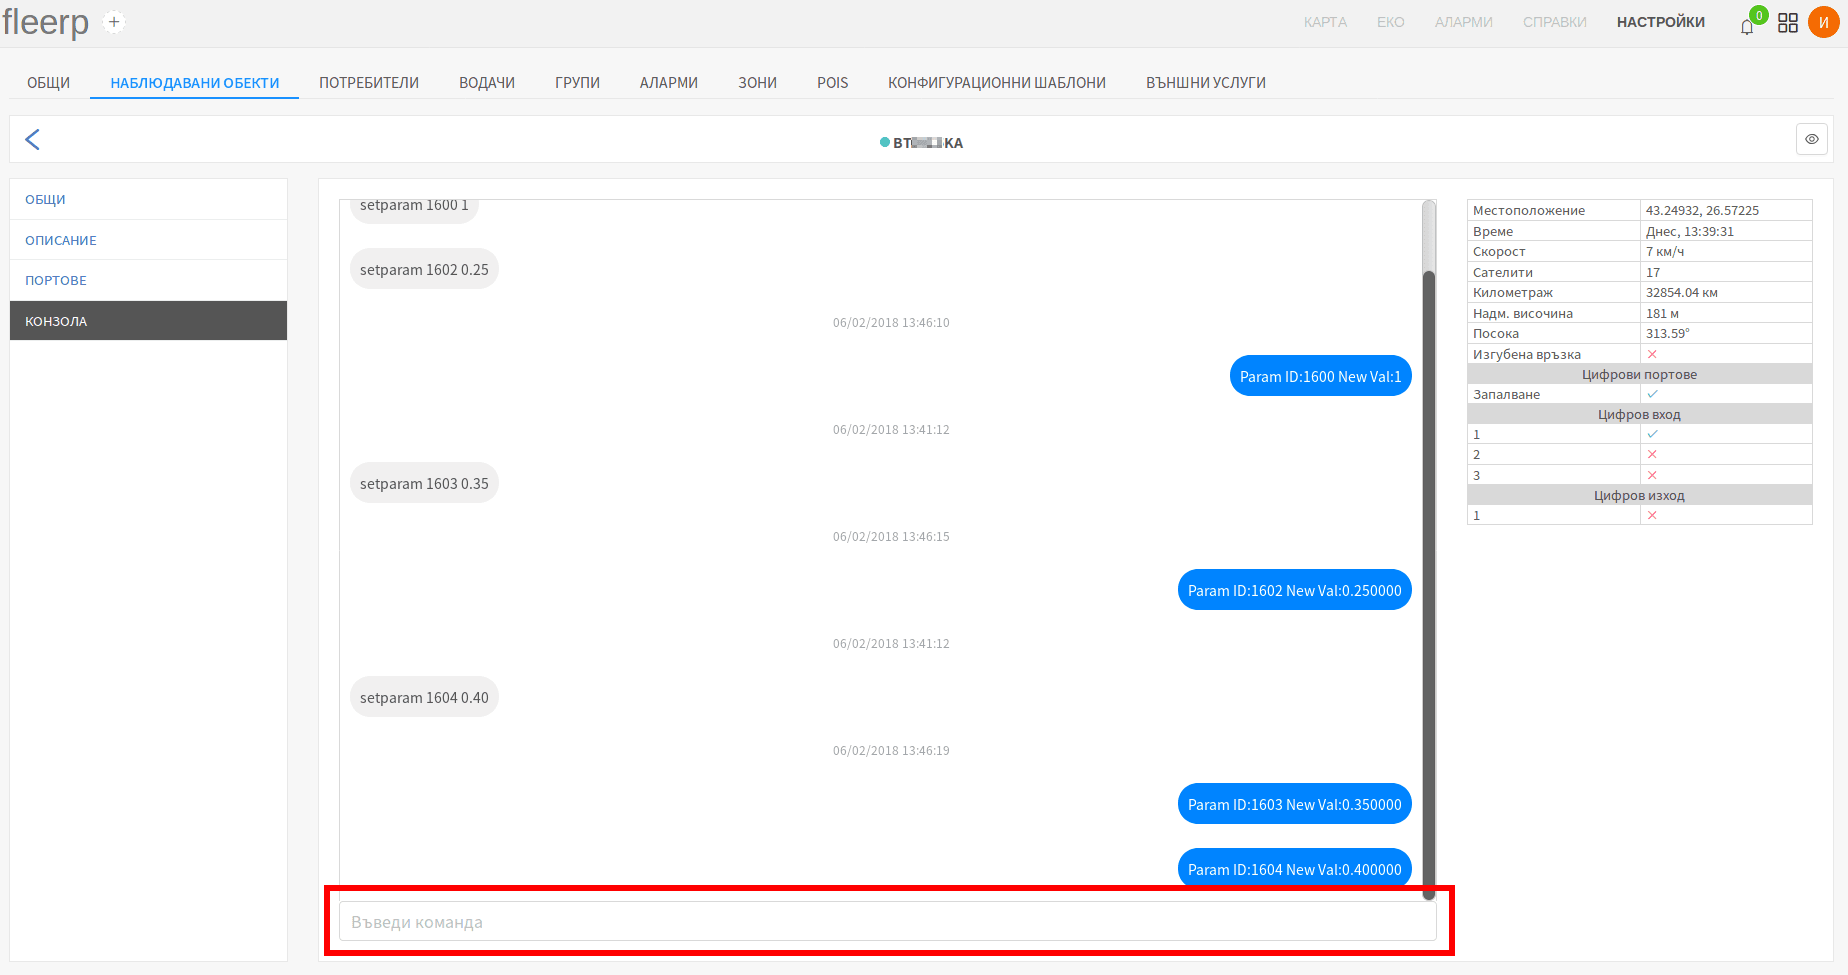 fleerp +
КАРТА ЕКО АЛАРМИ СПРАВКИ НАСТРОЙКИ 0 И
ОБЩИ НАБЛЮДАВАНИ ОБЕКТИ ПОТРЕБИТЕЛИ ВОДАЧИ ГРУПИ АЛАРМИ ЗОНИ POIS КОНФИГУРАЦИОННИ ШАБЛОНИ ВЪНШНИ УСЛУГИ
ОБЩИ
ОПИСАНИЕ
ПОРТОВЕ
КОНЗОЛА
setparam 1600 1
setparam 1602 0.25
06/02/2018 13:46:10
Param ID:1600 New Val:1
06/02/2018 13:41:12
setparam 1603 0.35
06/02/2018 13:46:15
Param ID:1602 New Val:0.250000
06/02/2018 13:41:12
setparam 1604 0.40
06/02/2018 13:46:19
Param ID:1603 New Val:0.350000
Param ID:1604 New Val:0.400000
Въведи команда
Местоположение 43.24932, 26.57225
Време Днес, 13:39:31
Скорост 7 км/ч
Сателити 17
Километраж 32854.04 км
Надм. височина 181 м
Посока 313.59°
Изгубена връзка
Цифрови портове
Запалване
Цифров вход
1
2
3
Цифров изход
1